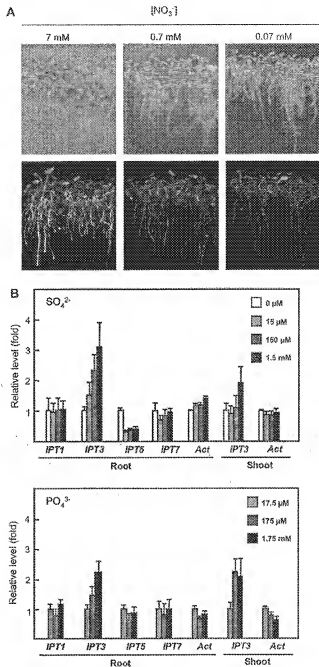 A
[NO₃⁻]
7 mM 0.7 mM 0.07 mM
B
SO₄²⁻
0 μM
15 μM
150 μM
1.5 mM
Relative level (fold)
4
3
2
1
IPT1 IPT3 IPT5 IPT7 Act IPT3 Act
Root Shoot
PO₄³⁻
17.5 μM
175 μM
1.75 mM
Relative level (fold)
4
3
2
1
IPT1 IPT3 IPT5 IPT7 Act IPT3 Act
Root Shoot